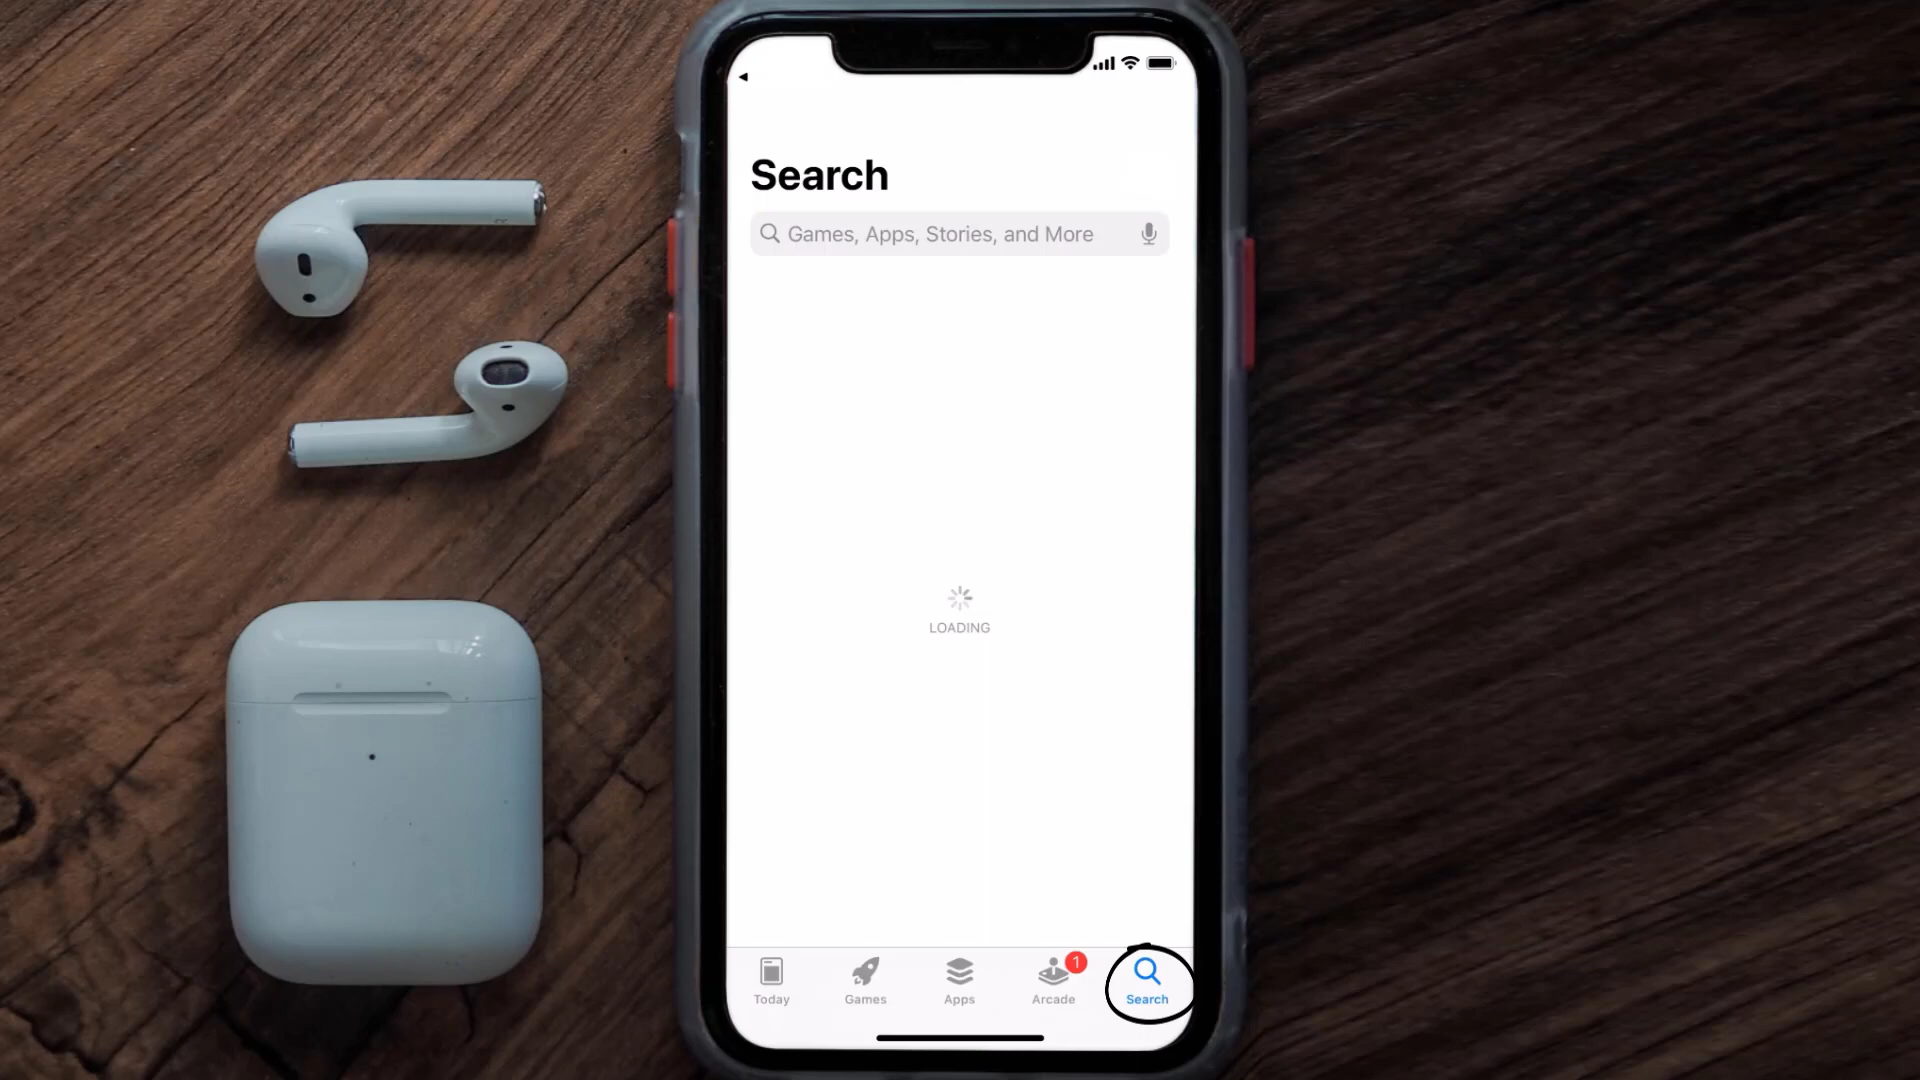 Search
Games, Apps, Stories, and More
LOADING
1
Today
Games
Apps
Arcade
Search